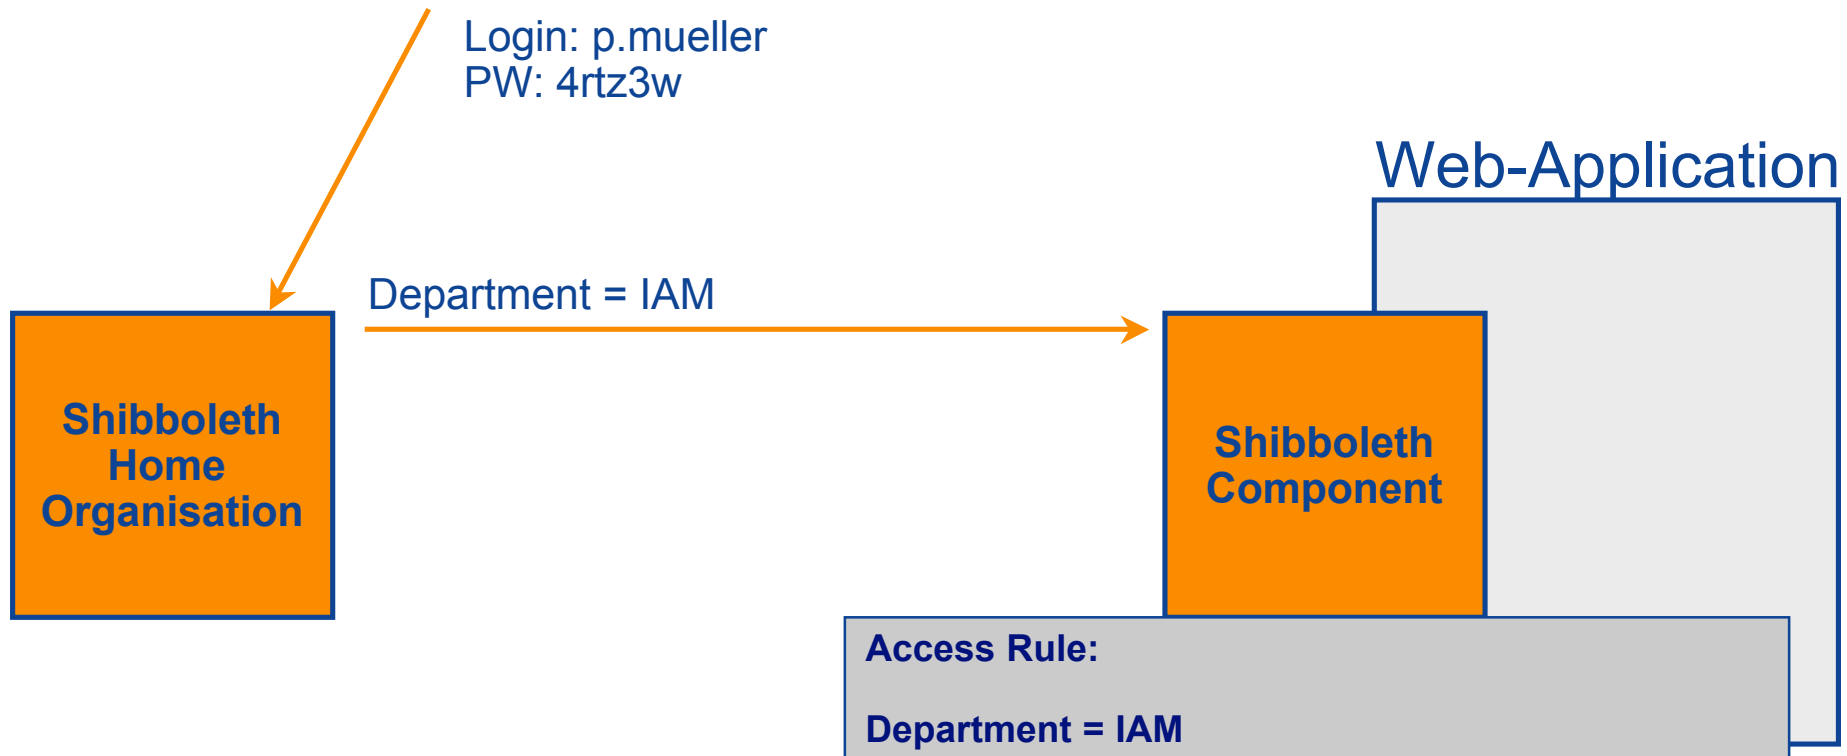 Login: p.mueller
PW: 4rtz3w
Web-Application
Department = IAM
Shibboleth
Home
Organisation
Shibboleth
Component
Access Rule:
Department = IAM